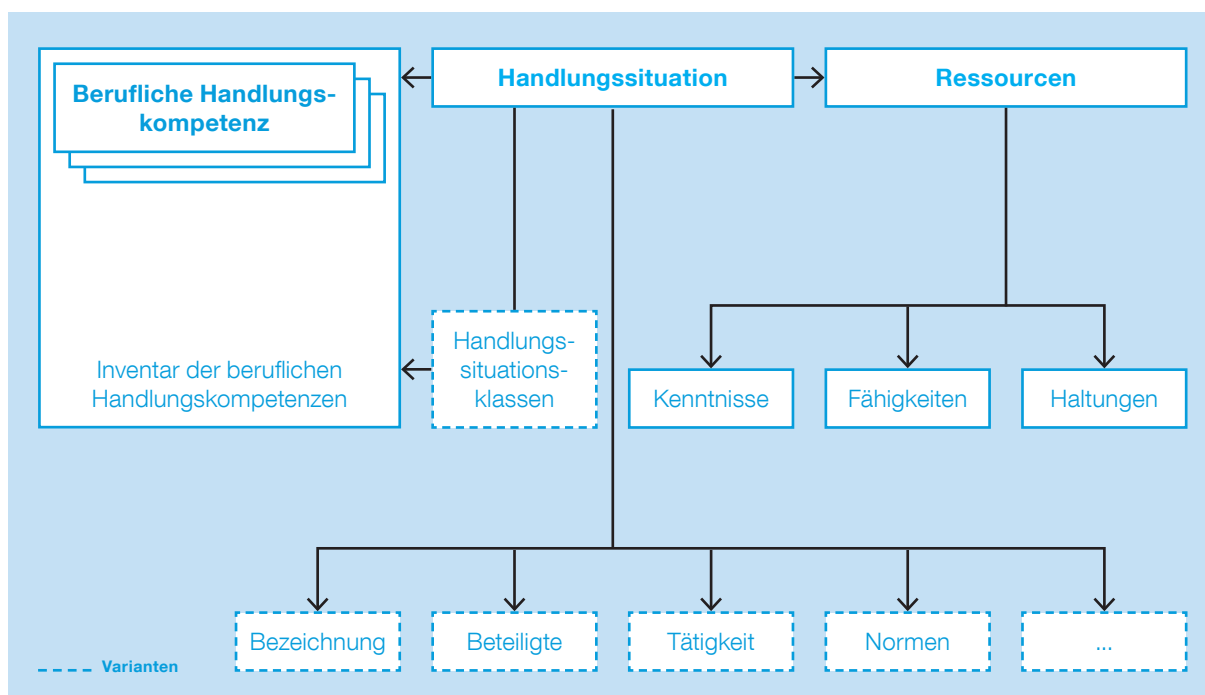 Berufliche Handlungs-
kompetenz
Handlungssituation
Ressourcen
Inventar der beruflichen
Handlungskompetenzen
Handlungs-
situations-
klassen
Kenntnisse
Fähigkeiten
Haltungen
Bezeichnung
Beteiligte
Tätigkeit
Normen
...
Varianten